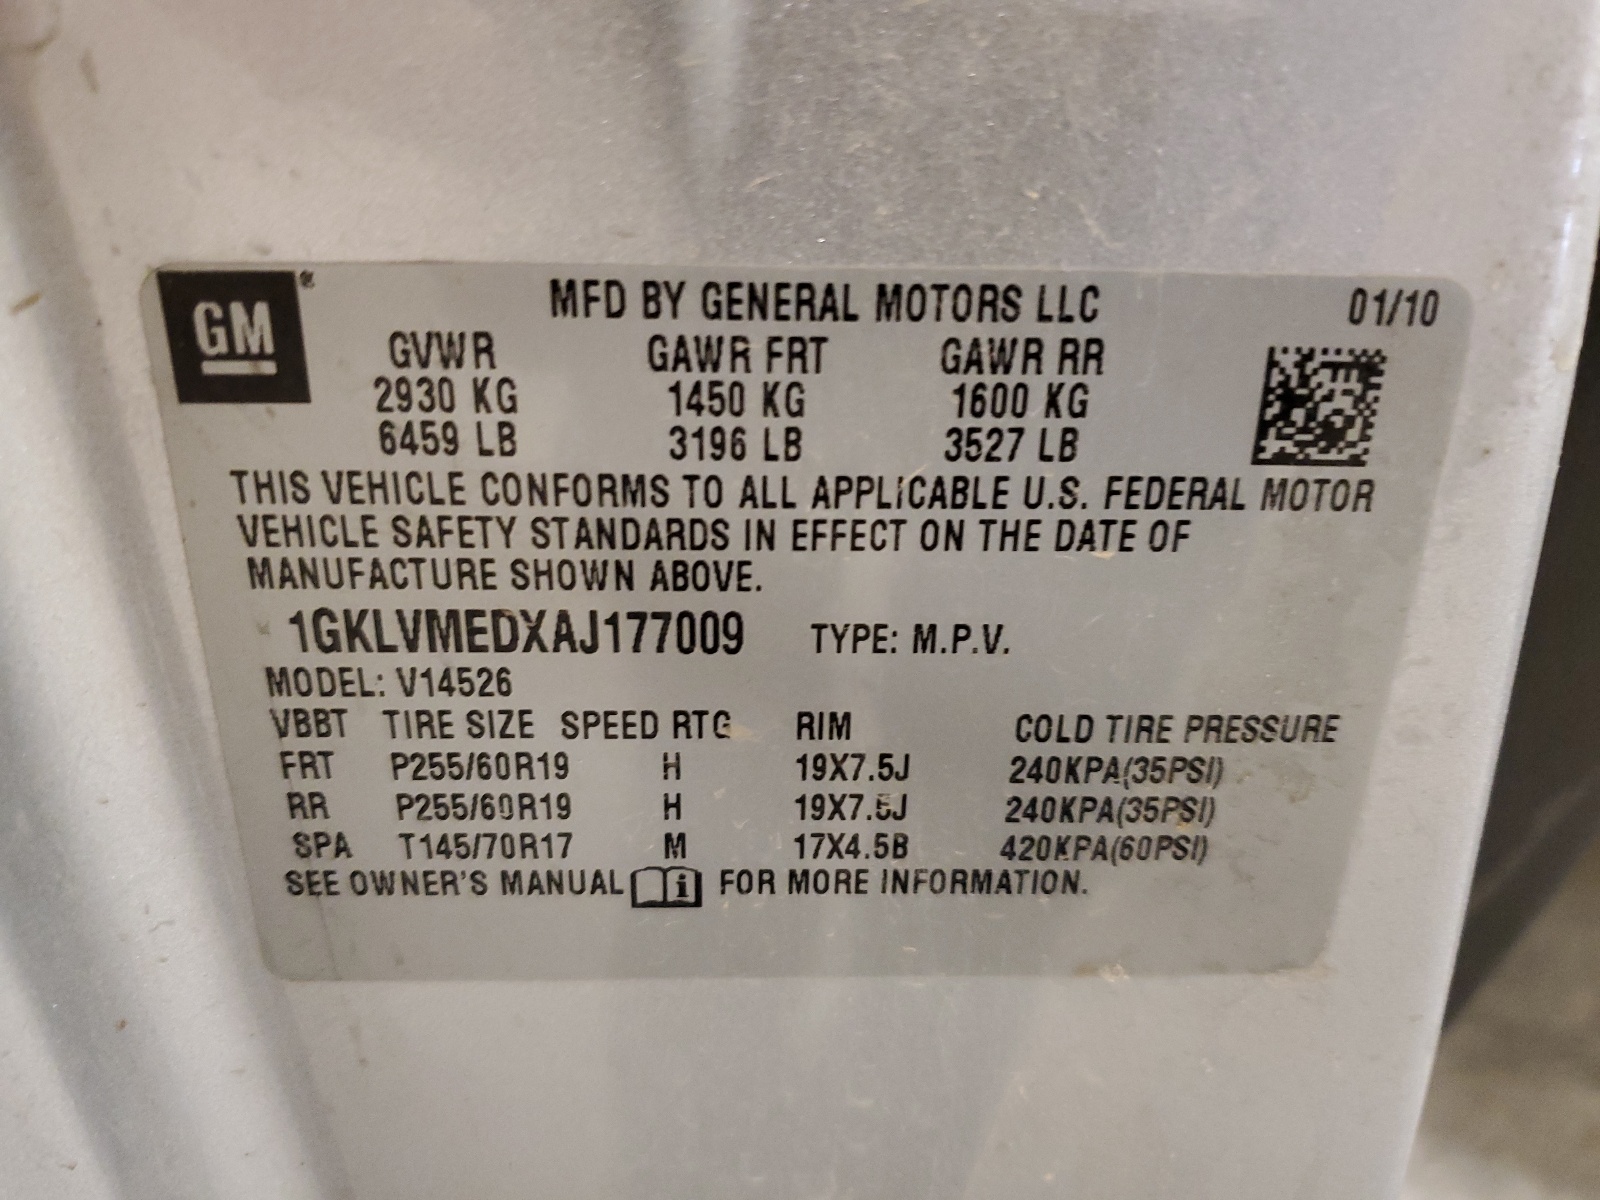 GM® MFD BY GENERAL MOTORS LLC 01/10
GVWR GAWR FRT GAWR RR
2930 KG 1450 KG 1600 KG
6459 LB 3196 LB 3527 LB
THIS VEHICLE CONFORMS TO ALL APPLICABLE U.S. FEDERAL MOTOR
VEHICLE SAFETY STANDARDS IN EFFECT ON THE DATE OF
MANUFACTURE SHOWN ABOVE.
1GKLVMEDXAJ177009 TYPE: M.P.V.
MODEL: V14526
VBBT TIRE SIZE SPEED RTG RIM COLD TIRE PRESSURE
FRT P255/60R19 H 19X7.5J 240KPA(35PSI)
RR P255/60R19 H 19X7.5J 240KPA(35PSI)
SPA T145/70R17 M 17X4.5B 420KPA(60PSI)
SEE OWNER'S MANUAL i FOR MORE INFORMATION.